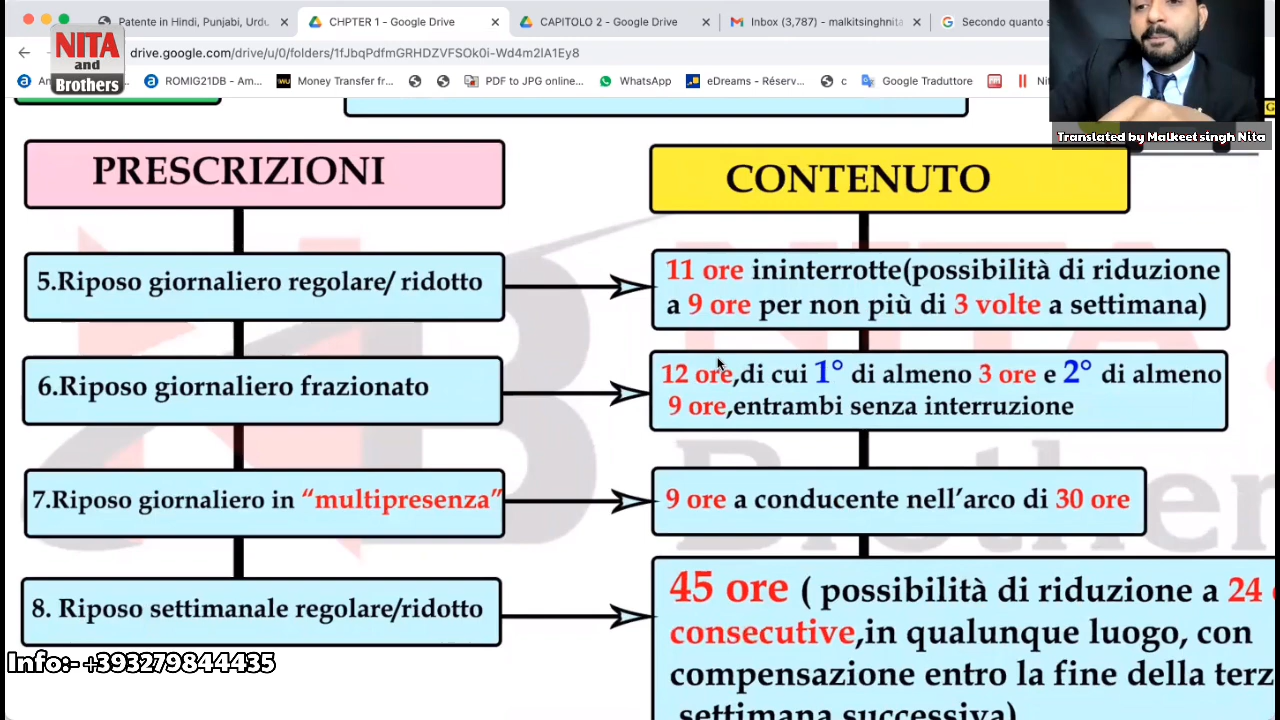 Patente in Hindi, Punjabi, Urdu.
CHPTER 1 - Google Drive
CAPITOLO 2 - Google Drive
Inbox (3,787) - malkitsinghnita
Secondo quanto s
NITA
and
Brothers
drive.google.com/drive/u/0/folders/1fJbqPdfmGRHDZVFSOk0i-Wd4m2IA1Ey8
ROMIG21DB - Am...
Money Transfer fr...
PDF to JPG online...
WhatsApp
eDreams - Réserv...
c
Google Traduttore
Translated by Malkeet singh Nita
PRESCRIZIONI
CONTENUTO
5.Riposo giornaliero regolare/ ridotto
11 ore ininterrotte(possibilità di riduzione
a 9 ore per non più di 3 volte a settimana)
6.Riposo giornaliero frazionato
12 ore,di cui 1° di almeno 3 ore e 2° di almeno
9 ore,entrambi senza interruzione
7.Riposo giornaliero in “multipresenza”
9 ore a conducente nell’arco di 30 ore
8. Riposo settimanale regolare/ridotto
45 ore ( possibilità di riduzione a 24
consecutive,in qualunque luogo, con
compensazione entro la fine della terz
settimana successiva)
Info:- +393279844435